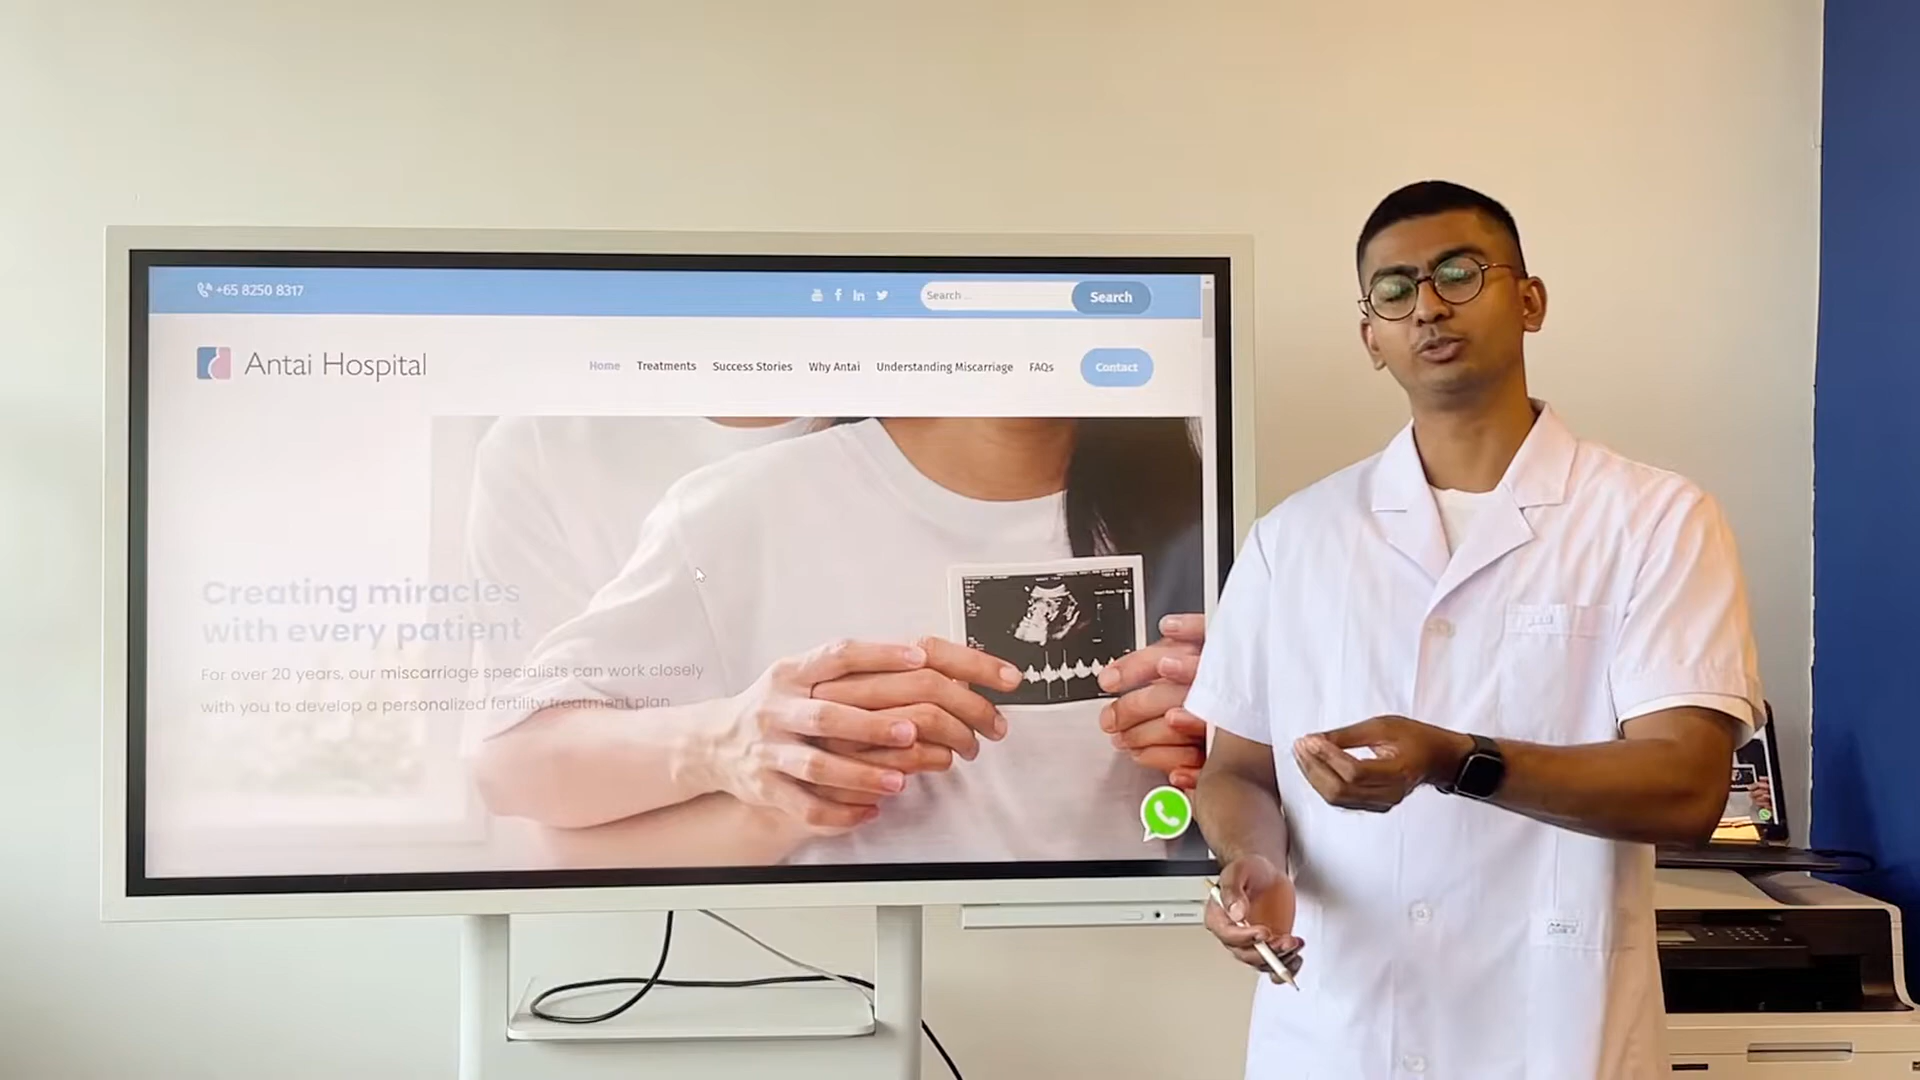 +65 8250 8317
Search ...
Search
Antai Hospital
Home
Treatments
Success Stories
Why Antai
Understanding Miscarriage
FAQs
Contact
Creating miracles
with every patient
For over 20 years, our miscarriage specialists can work closely
with you to develop a personalized fertility treatment plan